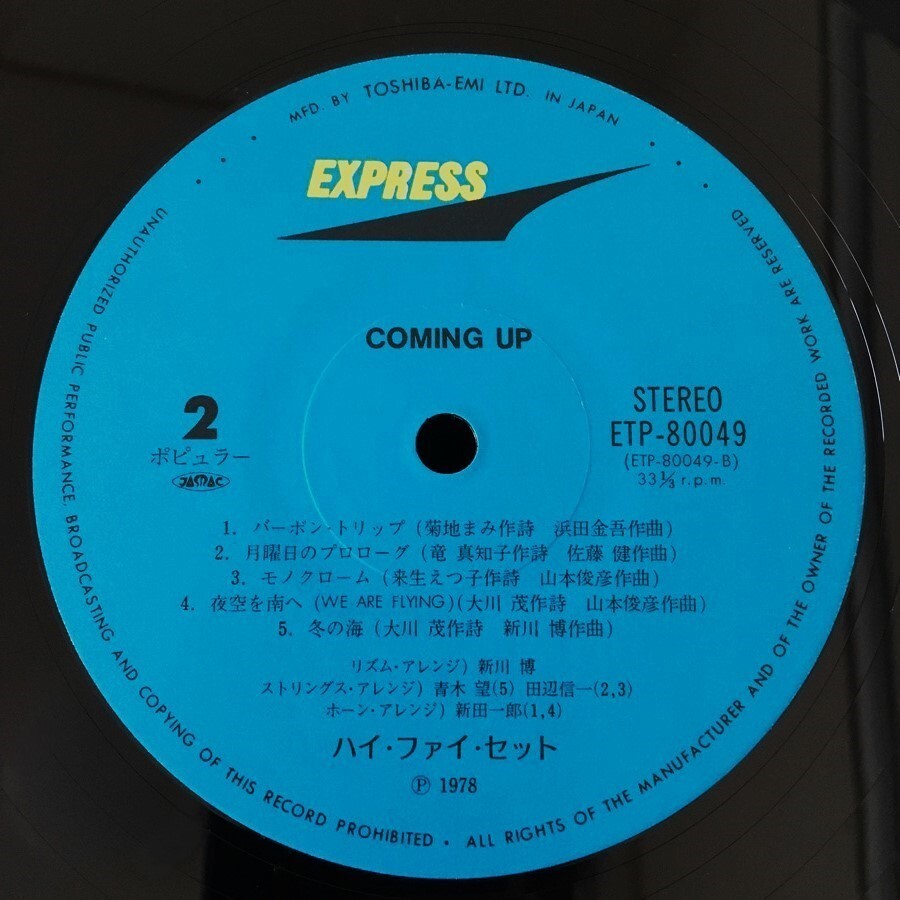 MFD. BY TOSHIBA-EMI LTD. IN JAPAN
EXPRESS
COMING UP
2
ポピュラー
JASRAC
STEREO
ETP-80049
(ETP-80049-B)
33⅓ r.p.m.
1. バーボン・トリップ (菊地まみ作詩 浜田金吾作曲)
2. 月曜日のプロローグ (竜 真知子作詩 佐藤 健作曲)
3. モノクローム (来生えつ子作詩 山本俊彦作曲)
4. 夜空を南へ (WE ARE FLYING) (大川 茂作詩 山本俊彦作曲)
5. 冬の海 (大川 茂作詩 新川 博作曲)
リズム・アレンジ) 新川 博
ストリングス・アレンジ) 青木 望(5) 田辺信一(2,3)
ホーン・アレンジ) 新田一郎(1,4)
ハイ・ファイ・セット
Ⓟ 1978
UNAUTHORIZED PUBLIC PERFORMANCE, BROADCASTING AND COPYING OF THIS RECORD PROHIBITED • ALL RIGHTS OF THE MANUFACTURER AND OF THE OWNER OF THE RECORDED WORK ARE RESERVED